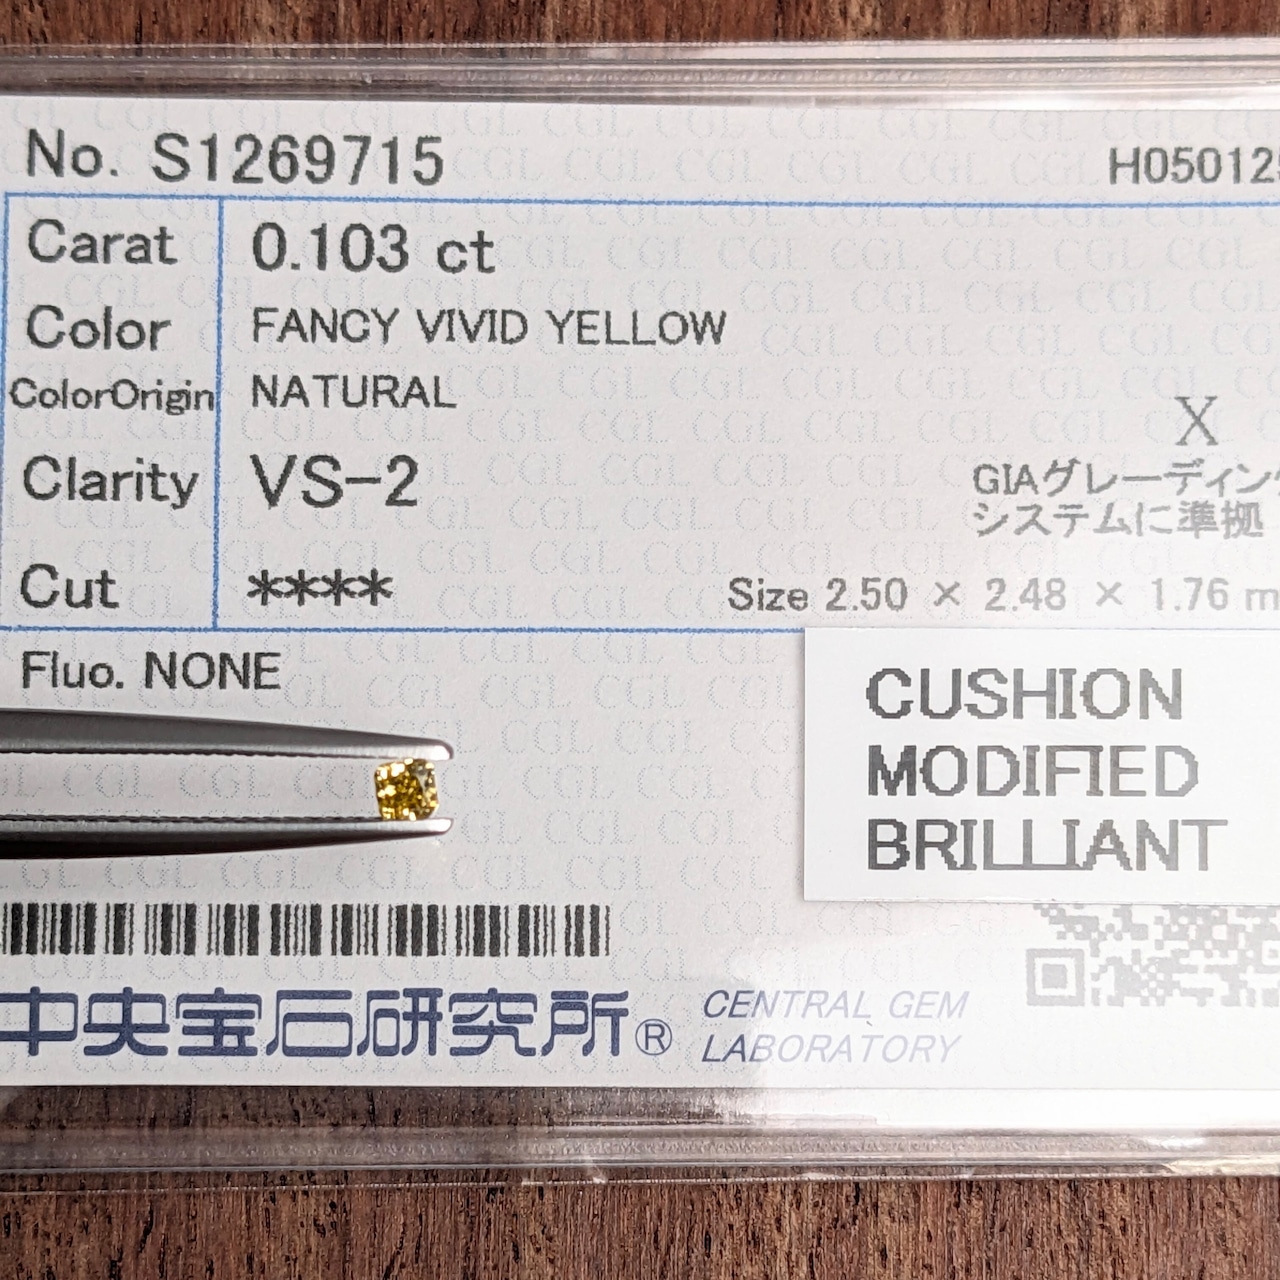 No. S1269715
H050125
Carat 0.103 ct
Color FANCY VIVID YELLOW
ColorOrigin NATURAL
X
Clarity VS-2
GIAグレーディング
システムに準拠
Cut ****
Size 2.50 × 2.48 × 1.76 m
Fluo. NONE
CUSHION
MODIFIED
BRILLIANT
中央宝石研究所®
CENTRAL GEM
LABORATORY